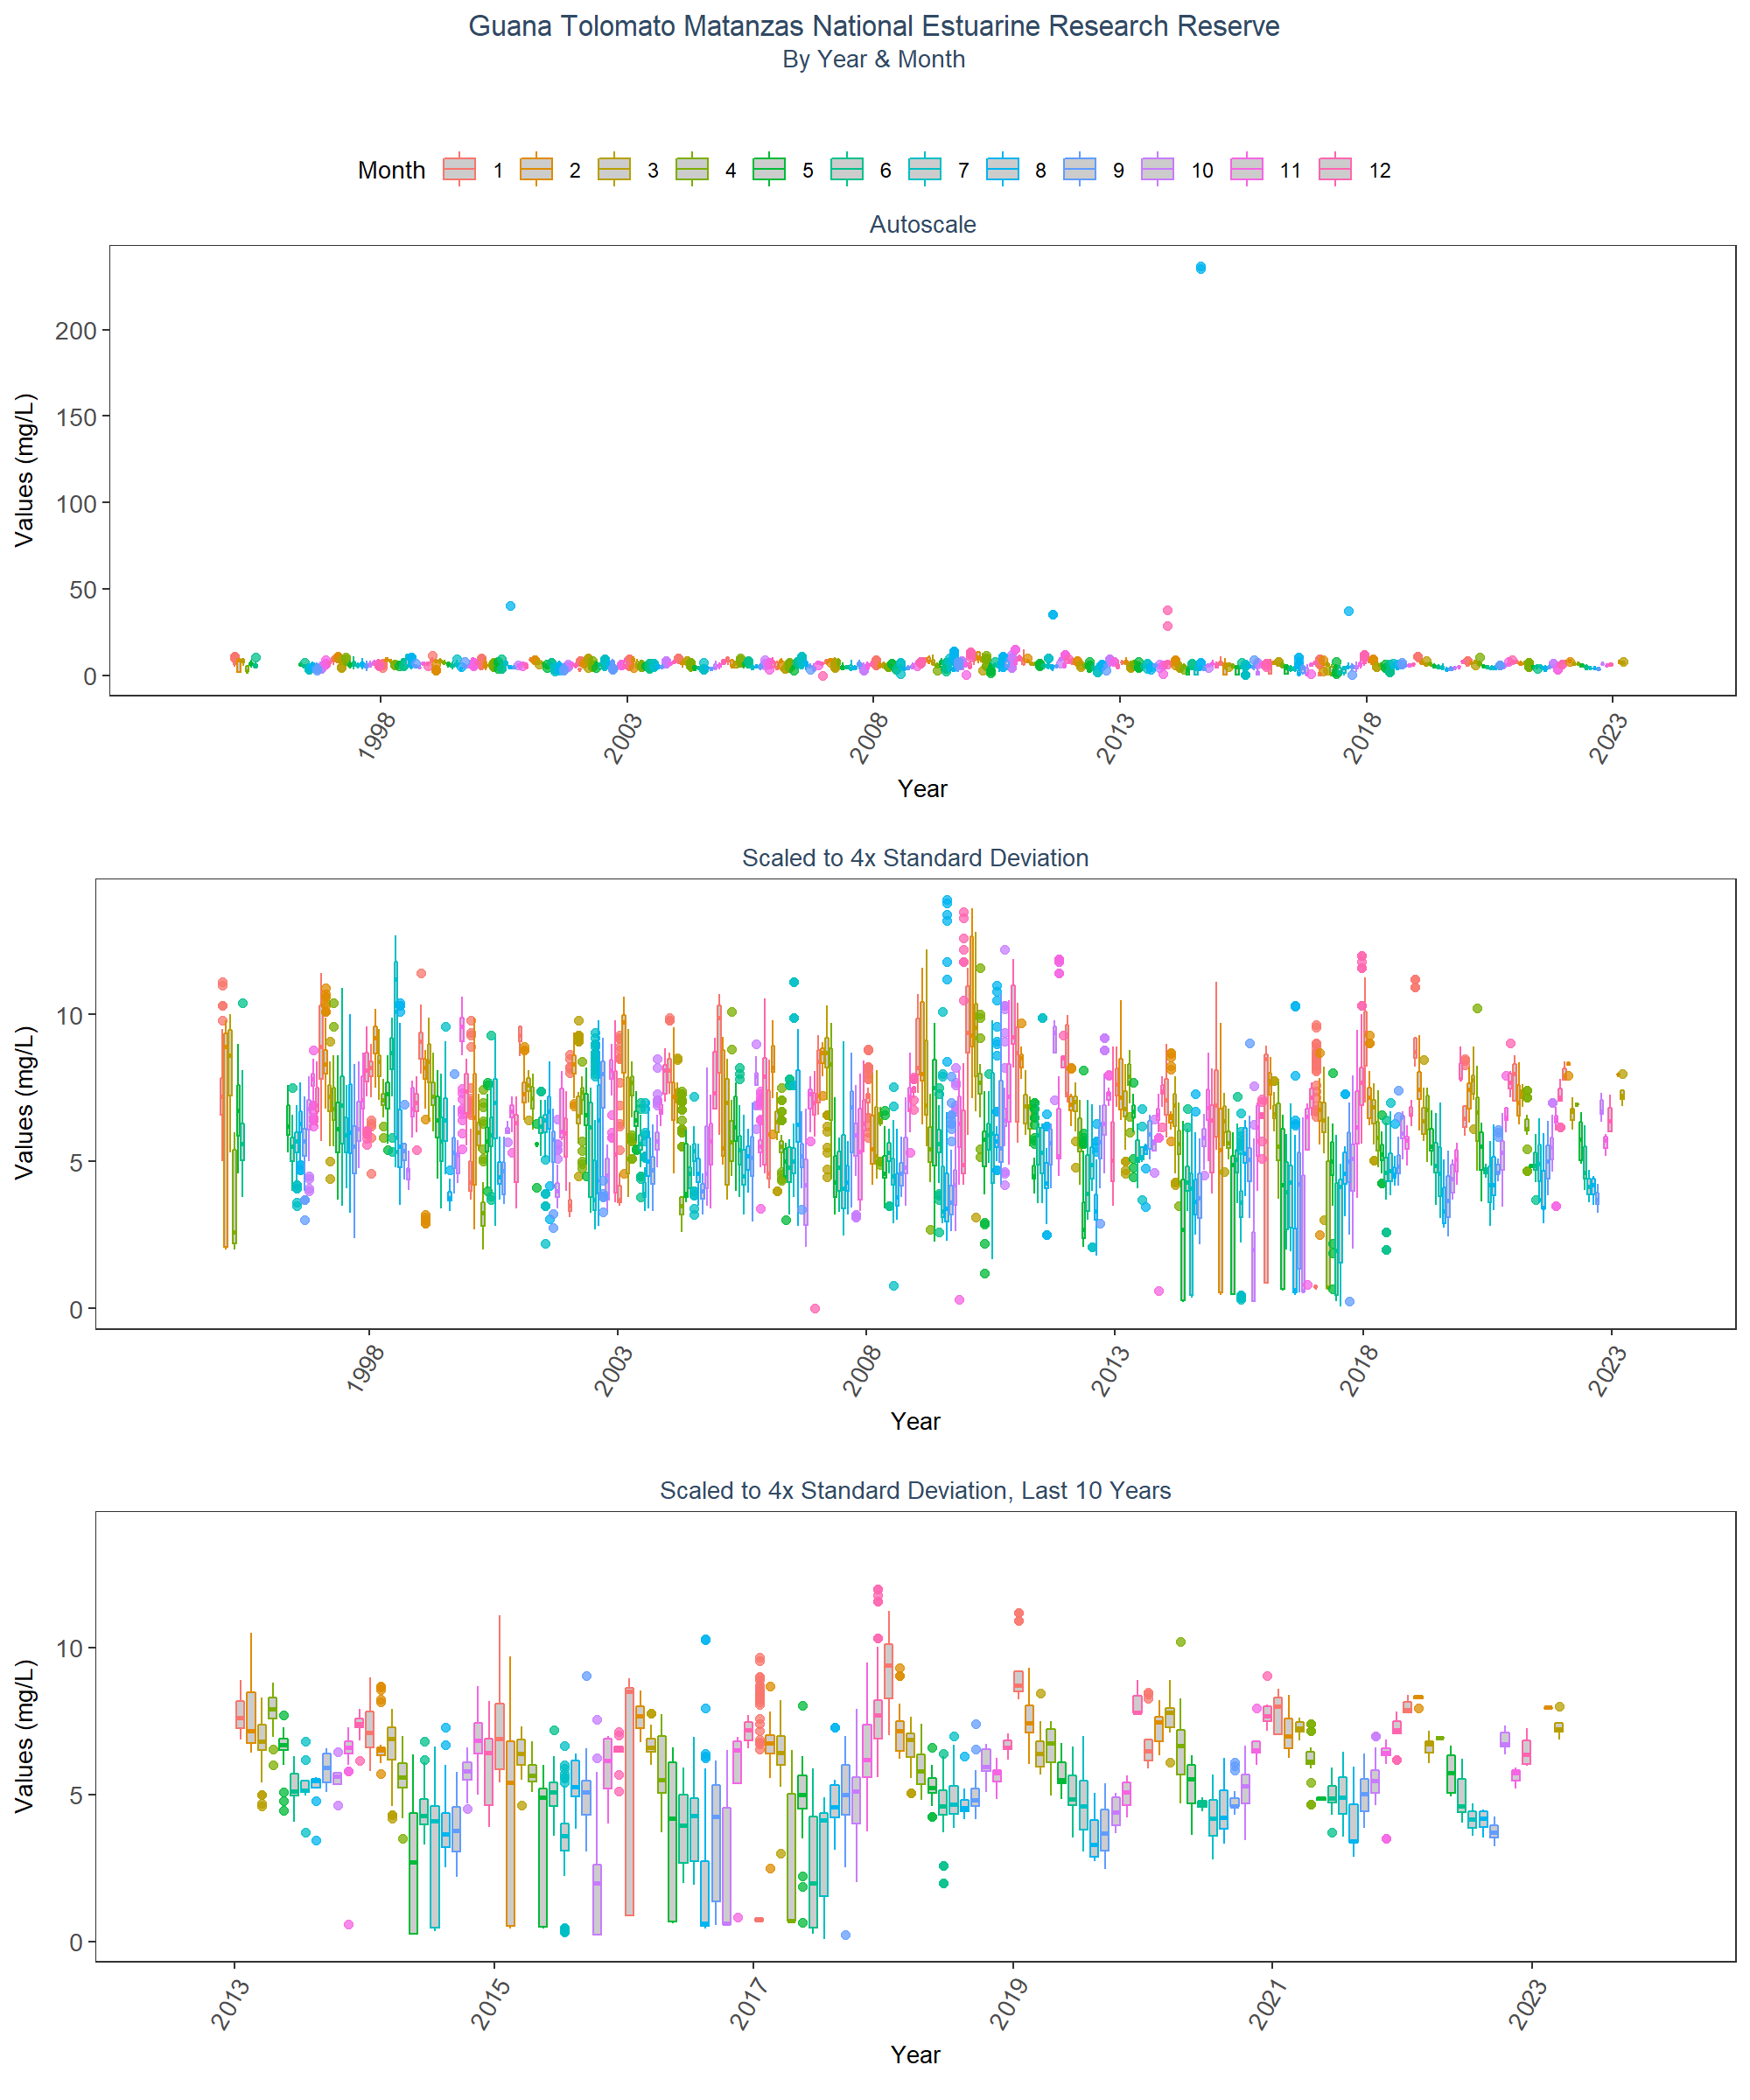 Guana Tolomato Matanzas National Estuarine Research Reserve
By Year & Month
Month 1 2 3 4 5 6 7 8 9 10 11 12
Autoscale
Values (mg/L)
200
150
100
50
0
1998 2003 2008 2013 2018 2023
Year
Scaled to 4x Standard Deviation
Values (mg/L)
10
5
0
1998 2003 2008 2013 2018 2023
Year
Scaled to 4x Standard Deviation, Last 10 Years
Values (mg/L)
10
5
0
2013 2015 2017 2019 2021 2023
Year